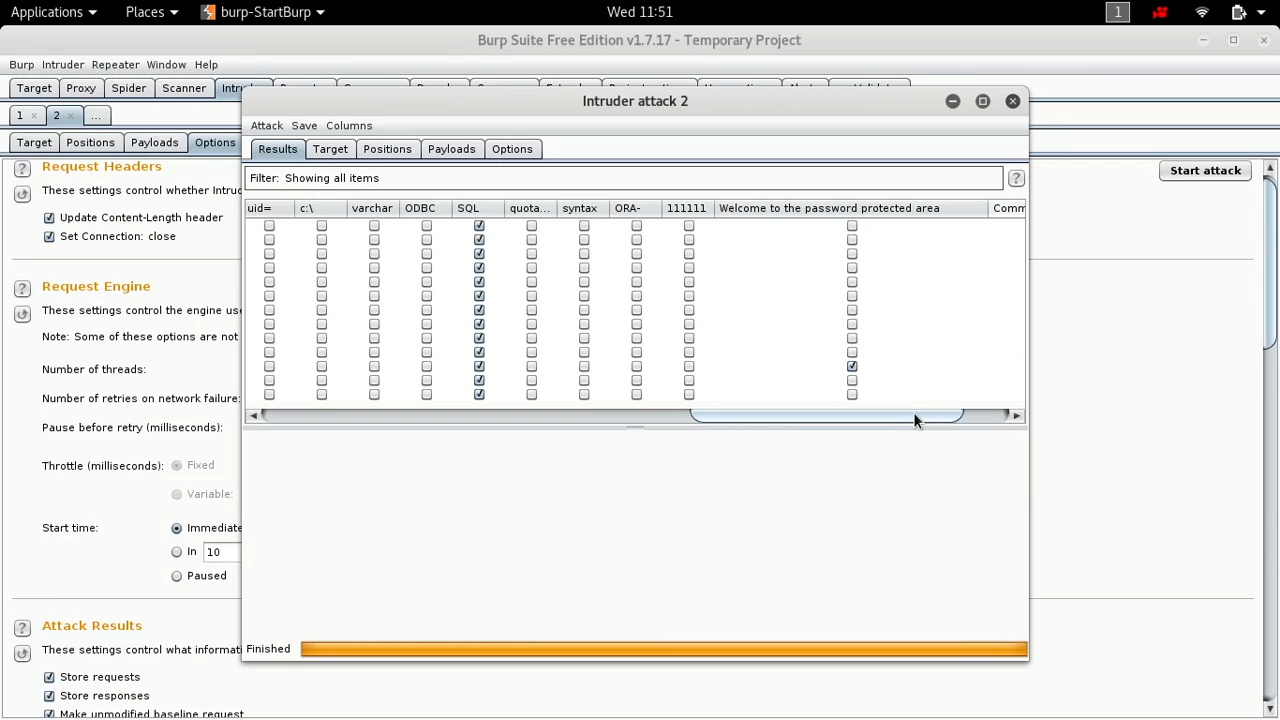 Applications Places burp-StartBurp Wed 11:51 1
Burp Suite Free Edition v1.7.17 - Temporary Project
Burp Intruder Repeater Window Help
Target Proxy Spider Scanner
Intruder attack 2
1 × 2 × ...
Attack Save Columns
Target Positions Payloads Options
Results Target Positions Payloads Options
? Request Headers
Start attack
Filter: Showing all items ?
These settings control whether Intru
uid= c:\ varchar ODBC SQL quota... syntax ORA- 111111 Welcome to the password protected area Comm
Update Content-Length header
Set Connection: close
? Request Engine
These settings control the engine use
Note: Some of these options are not
Number of threads:
Number of retries on network failure:
Pause before retry (milliseconds):
Throttle (milliseconds): Fixed
Variable:
Start time: Immediate
In 10
Paused
? Attack Results
Finished
These settings control what informati
Store requests
Store responses
Make unmodified baseline request